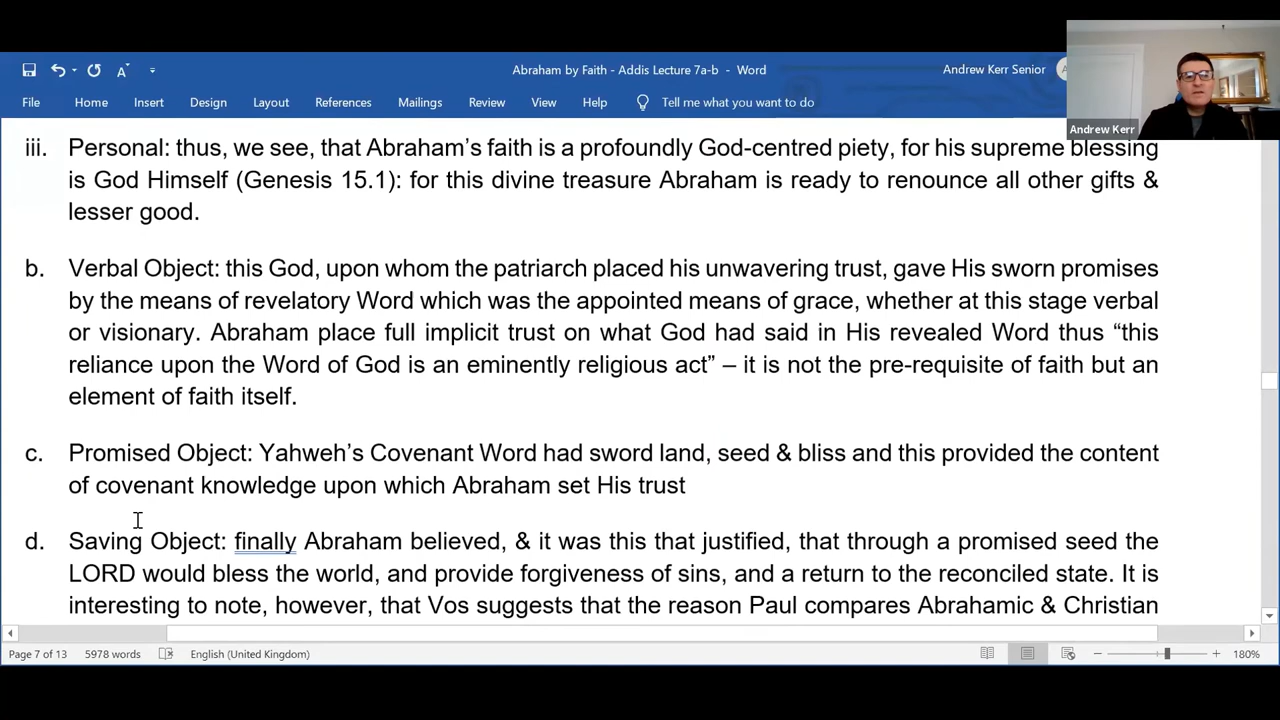 Abraham by Faith - Addis Lecture 7a-b - Word
Andrew Kerr Senior
File Home Insert Design Layout References Mailings Review View Help Tell me what you want to do
Andrew Kerr
iii. Personal: thus, we see, that Abraham's faith is a profoundly God-centred piety, for his supreme blessing
is God Himself (Genesis 15.1): for this divine treasure Abraham is ready to renounce all other gifts &
lesser good.
b. Verbal Object: this God, upon whom the patriarch placed his unwavering trust, gave His sworn promises
by the means of revelatory Word which was the appointed means of grace, whether at this stage verbal
or visionary. Abraham place full implicit trust on what God had said in His revealed Word thus “this
reliance upon the Word of God is an eminently religious act” – it is not the pre-requisite of faith but an
element of faith itself.
c. Promised Object: Yahweh's Covenant Word had sword land, seed & bliss and this provided the content
of covenant knowledge upon which Abraham set His trust
d. Saving Object: finally Abraham believed, & it was this that justified, that through a promised seed the
LORD would bless the world, and provide forgiveness of sins, and a return to the reconciled state. It is
interesting to note, however, that Vos suggests that the reason Paul compares Abrahamic & Christian
Page 7 of 13 5978 words English (United Kingdom) 180%